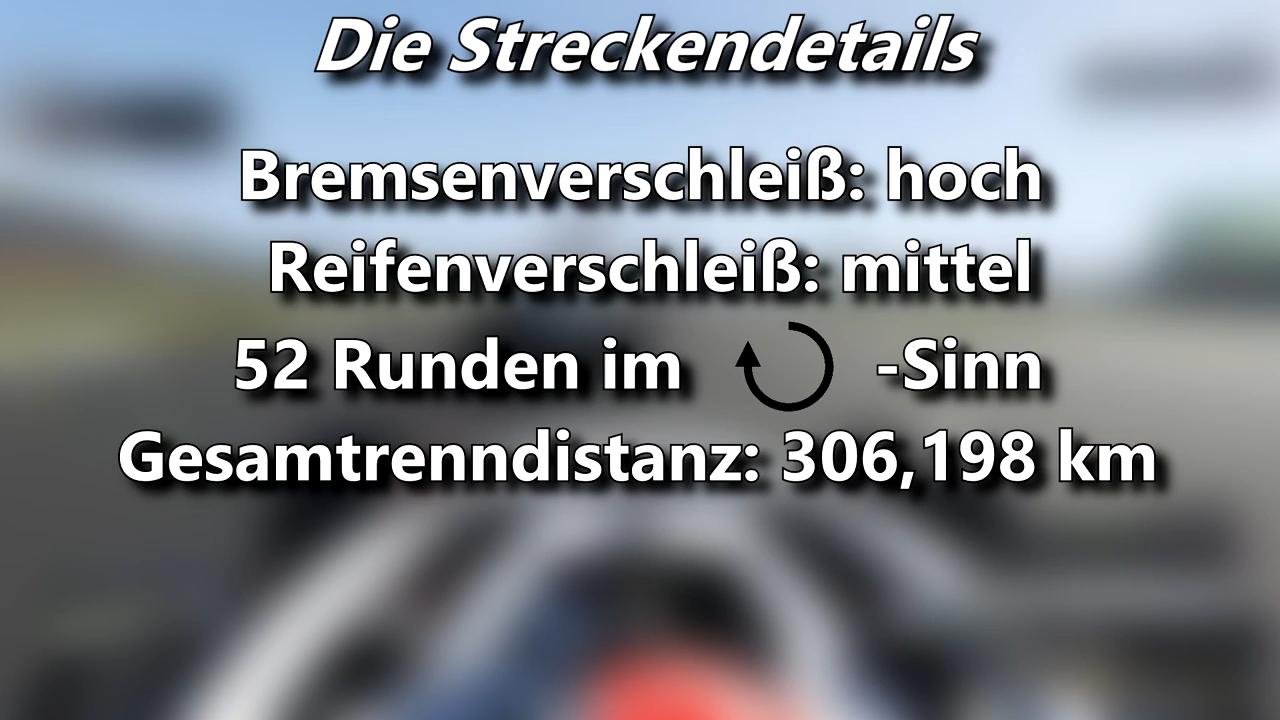 Die Streckendetails
Bremsenverschleiß: hoch
Reifenverschleiß: mittel
52 Runden im -Sinn
Gesamtrenndistanz: 306,198 km